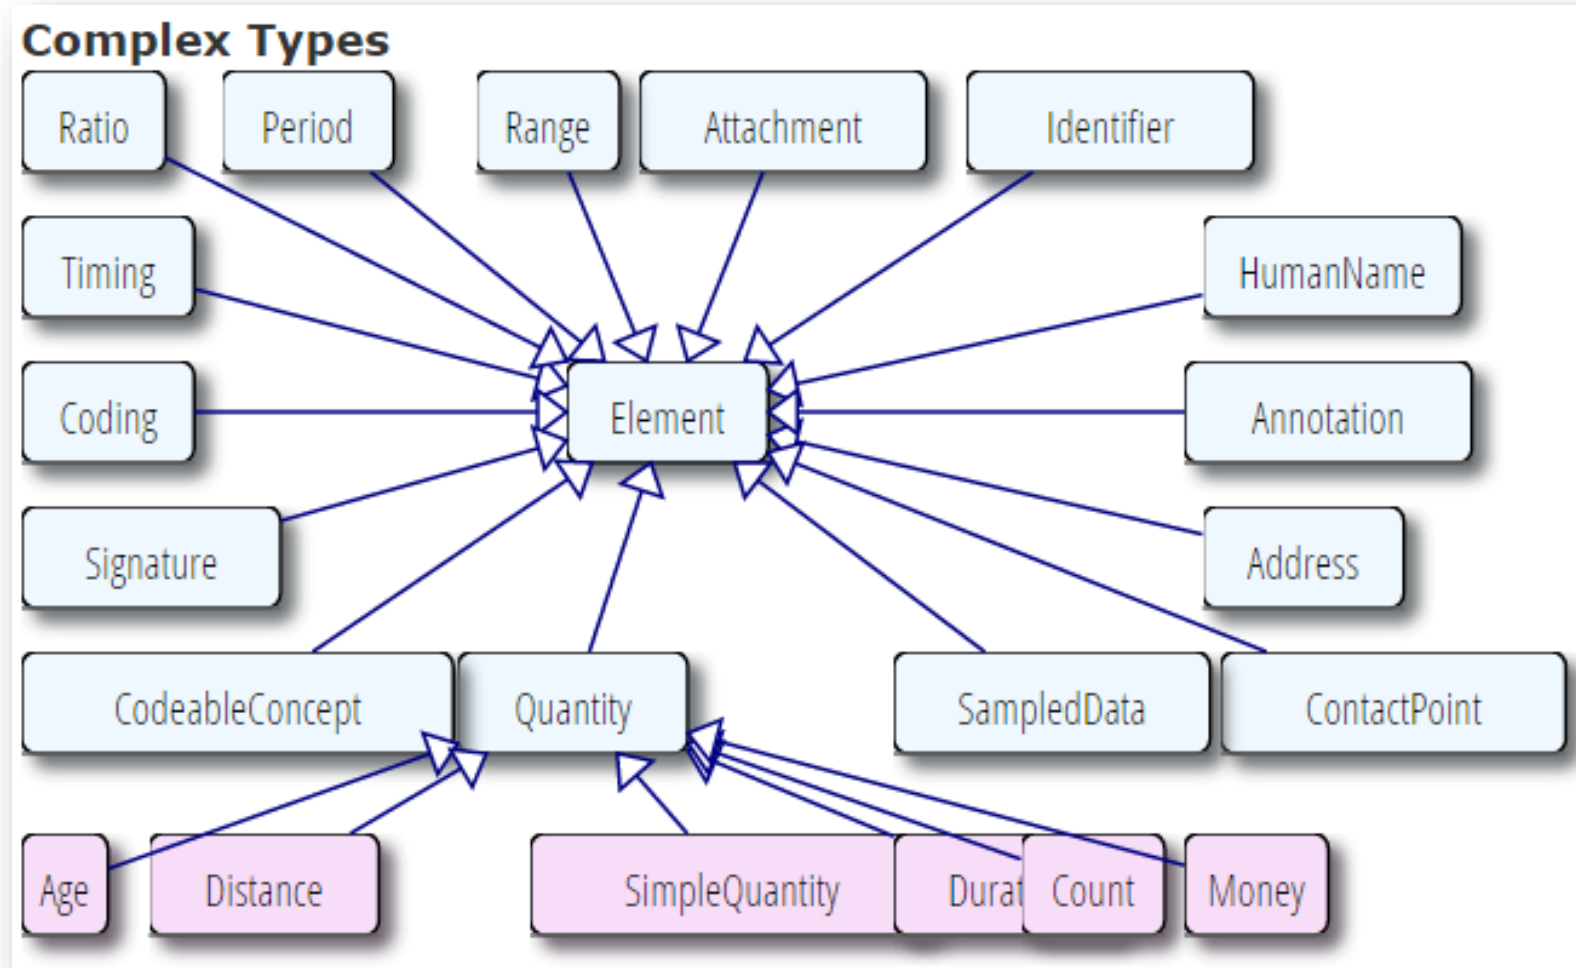 Complex Types
Ratio
Period
Range
Attachment
Identifier
Timing
HumanName
Coding
Element
Annotation
Signature
Address
CodeableConcept
Quantity
SampledData
ContactPoint
Age
Distance
SimpleQuantity
Durat
Count
Money